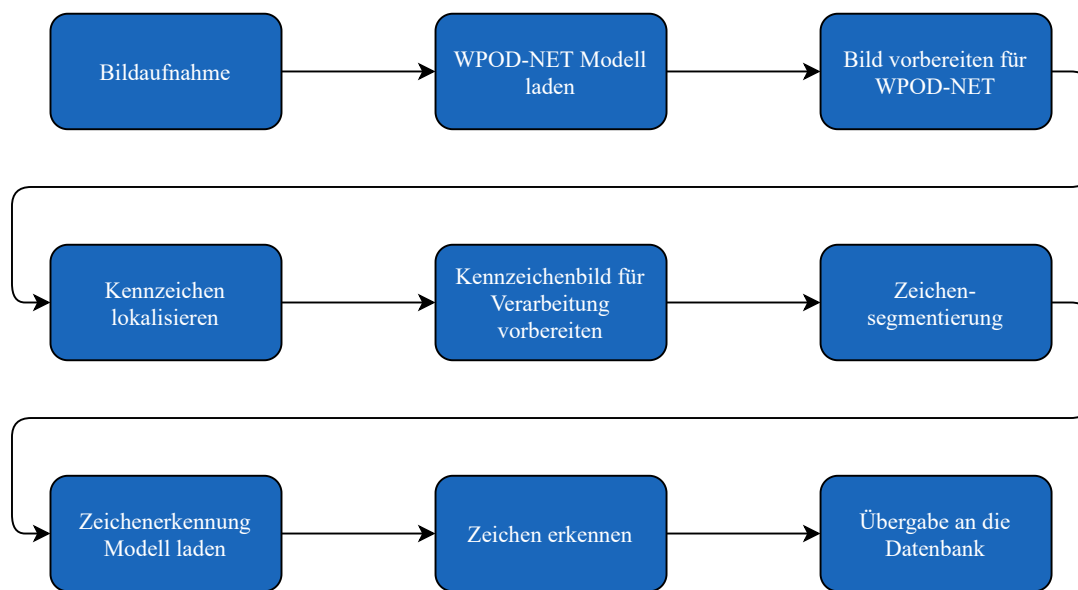 Bildaufnahme
WPOD-NET Modell
laden
Bild vorbereiten für
WPOD-NET
Kennzeichen
lokalisieren
Kennzeichenbild für
Verarbeitung
vorbereiten
Zeichen-
segmentierung
Zeichenerkennung
Modell laden
Zeichen erkennen
Übergabe an die
Datenbank